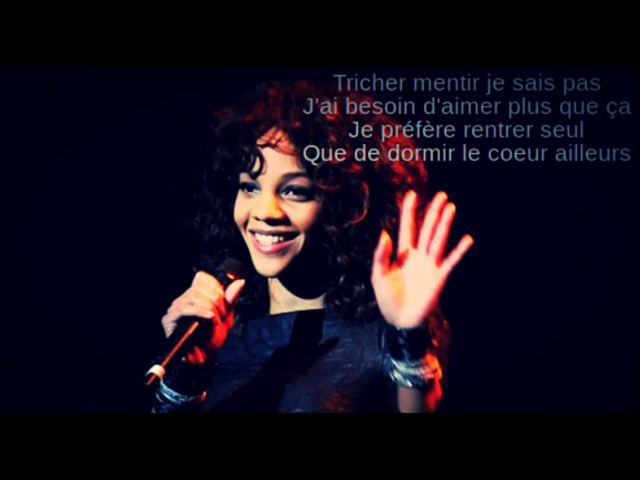 Tricher mentir je sais pas
J'ai besoin d'aimer plus que ça
Je préfère rentrer seul
Que de dormir le coeur ailleurs